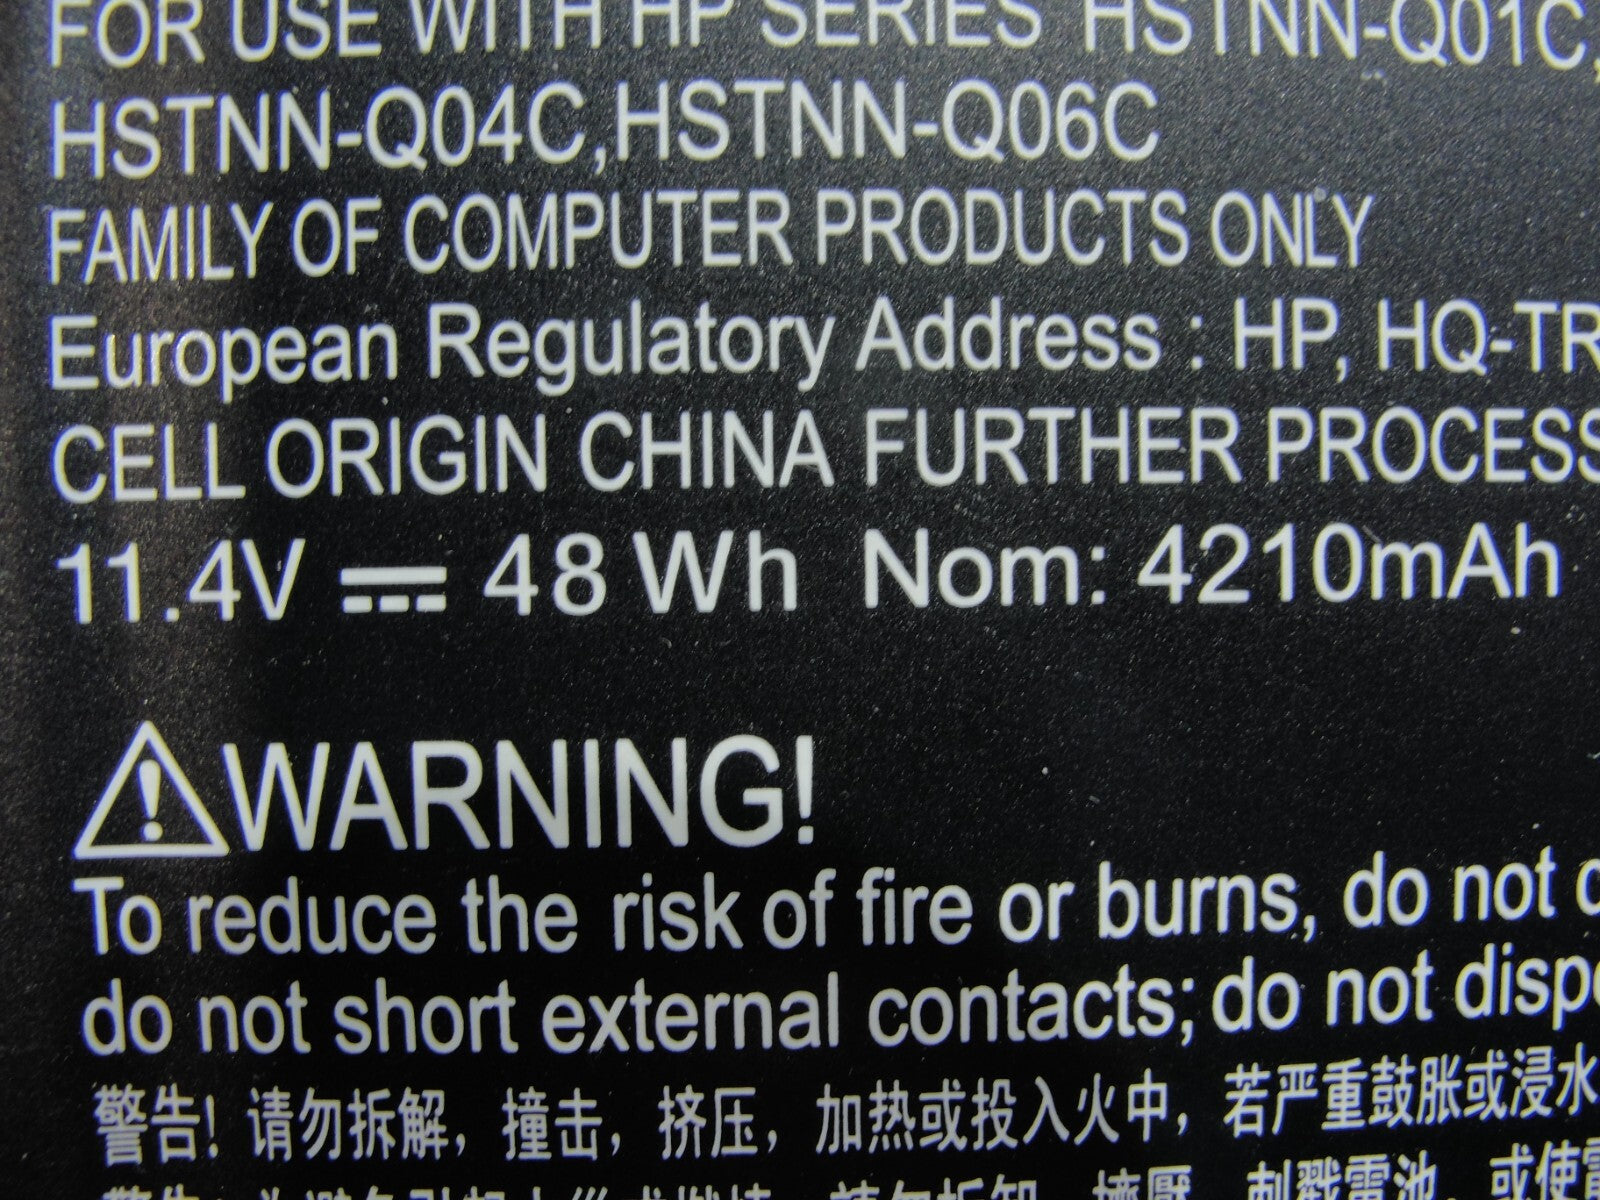 FOR USE WITH HP SERIES HSTNN-Q01C,
HSTNN-Q04C,HSTNN-Q06C
FAMILY OF COMPUTER PRODUCTS ONLY
European Regulatory Address : HP, HQ-TR
CELL ORIGIN CHINA FURTHER PROCESS
11.4V ⎓ 48 Wh Nom: 4210mAh
⚠WARNING!
To reduce the risk of fire or burns, do not
do not short external contacts; do not disp
警告! 请勿拆解, 撞击, 挤压, 加热或投入火中, 若严重鼓胀或浸水